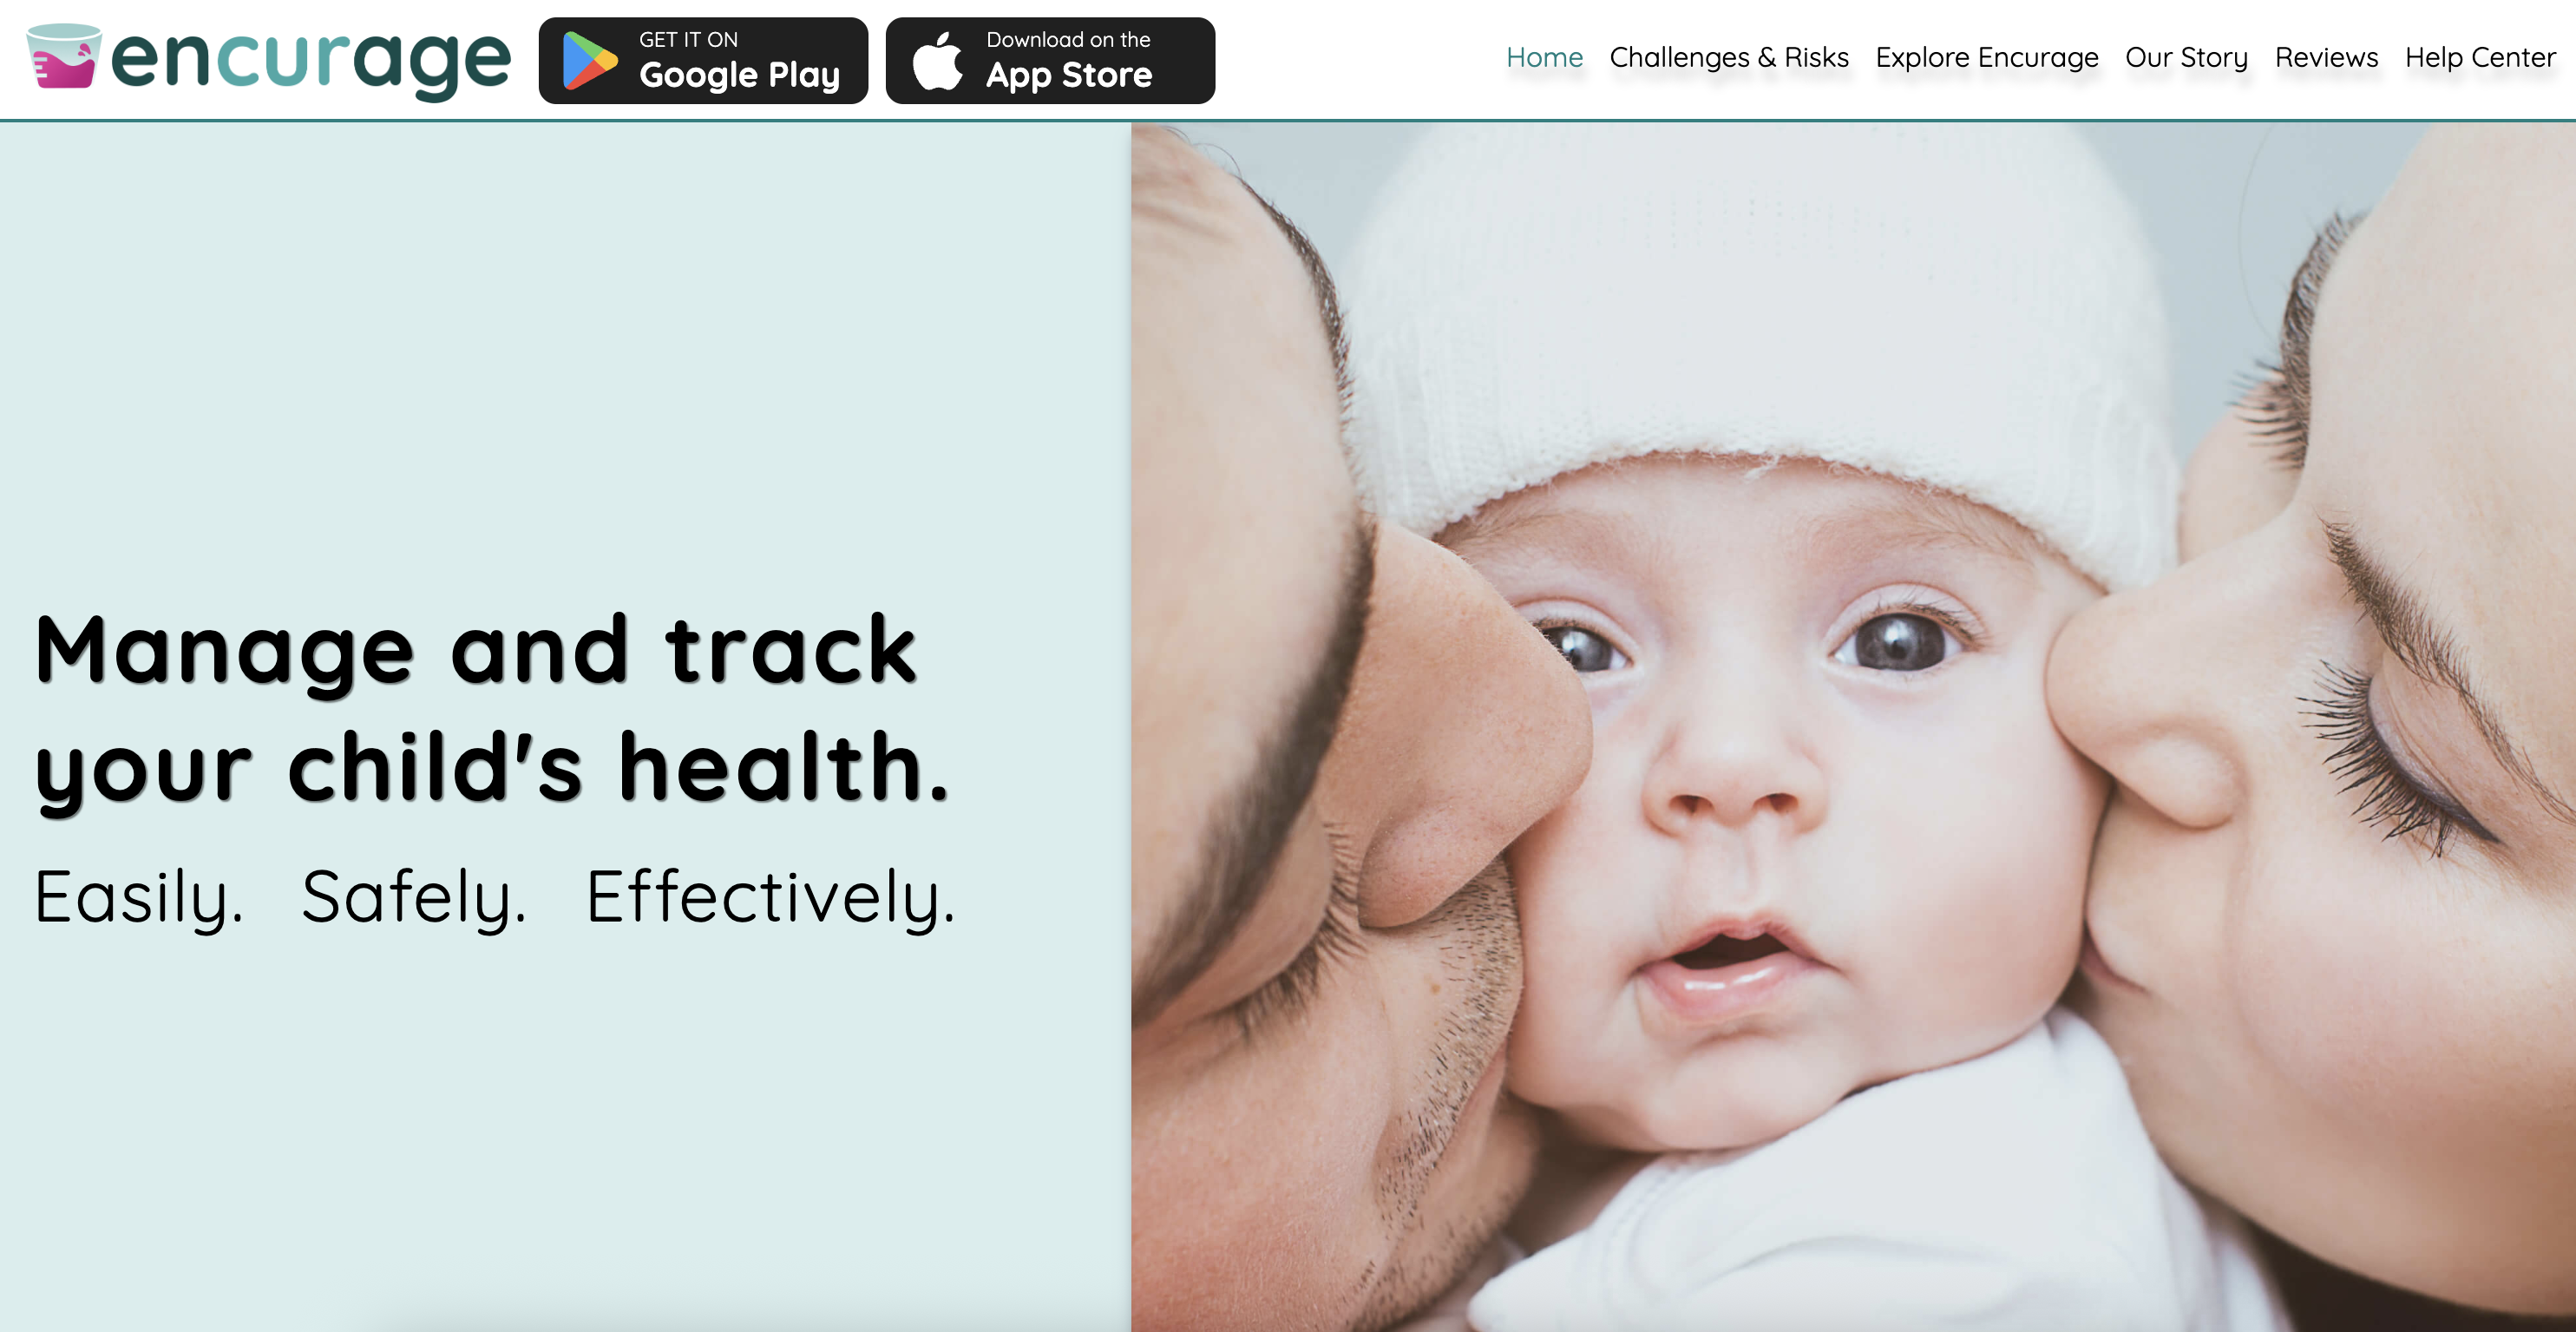 encurage
GET IT ON
Google Play
Download on the
App Store
Home Challenges & Risks Explore Encurage Our Story Reviews Help Center
Manage and track
your child's health.
Easily. Safely. Effectively.